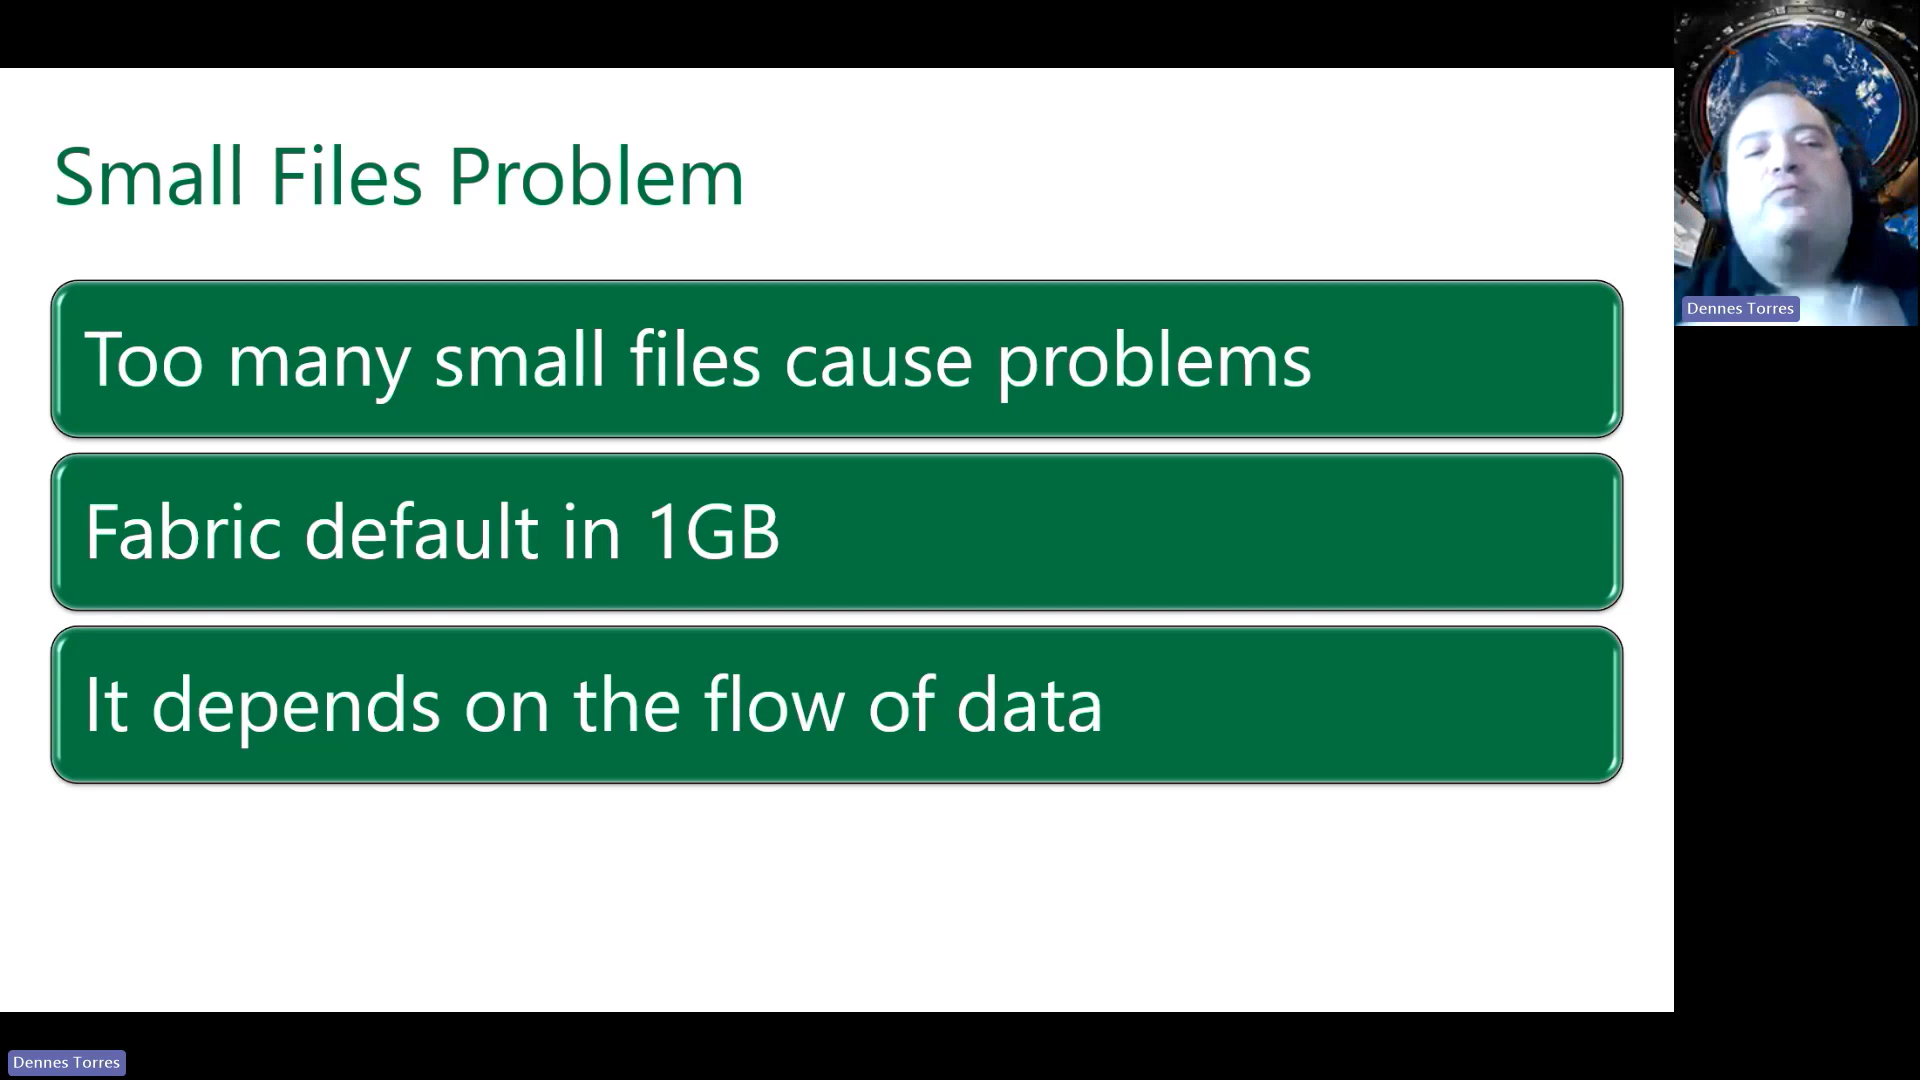 Small Files Problem
Too many small files cause problems
Fabric default in 1GB
It depends on the flow of data
Dennes Torres
Dennes Torres